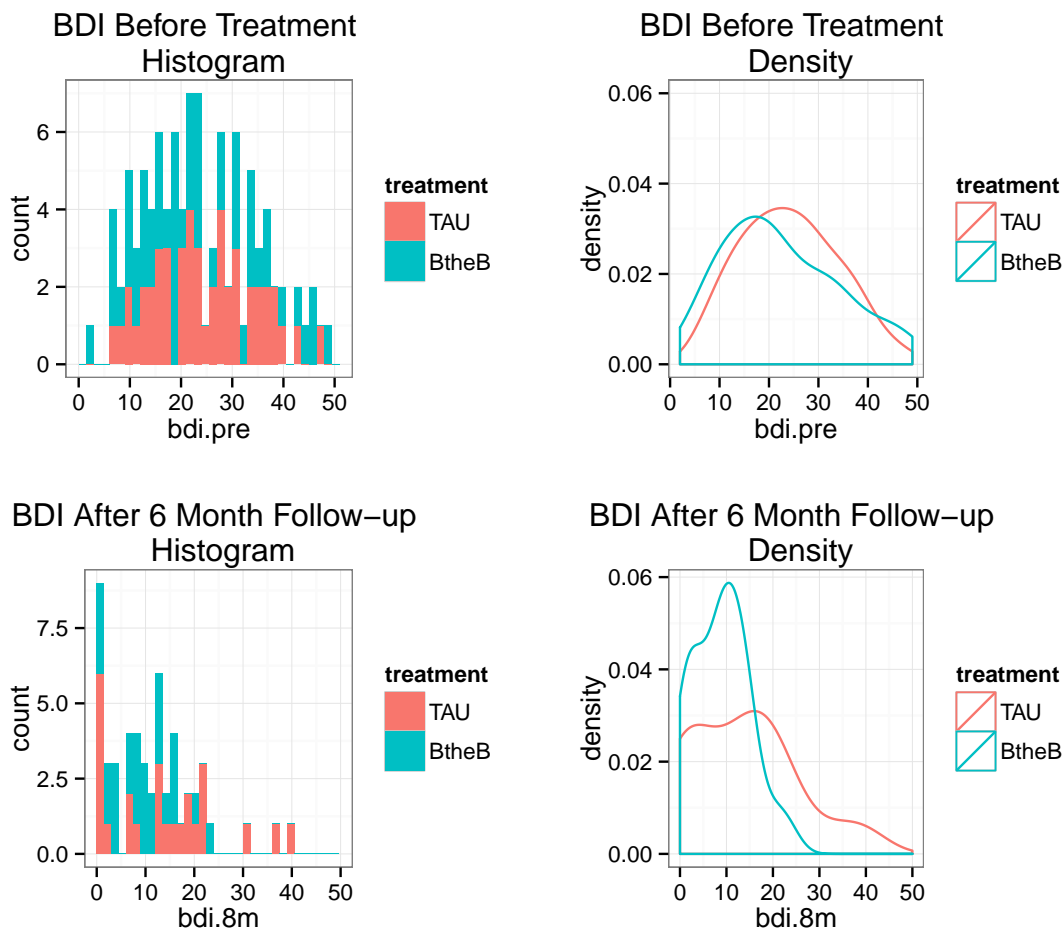 BDI Before Treatment
Histogram
6
4
2
0
count
0 10 20 30 40 50
bdi.pre
treatment
TAU
BtheB
BDI Before Treatment
Density
0.06
0.04
0.02
0.00
density
0 10 20 30 40 50
bdi.pre
treatment
TAU
BtheB
BDI After 6 Month Follow−up
Histogram
7.5
5.0
2.5
0.0
count
0 10 20 30 40 50
bdi.8m
treatment
TAU
BtheB
BDI After 6 Month Follow−up
Density
0.06
0.04
0.02
0.00
density
0 10 20 30 40 50
bdi.8m
treatment
TAU
BtheB